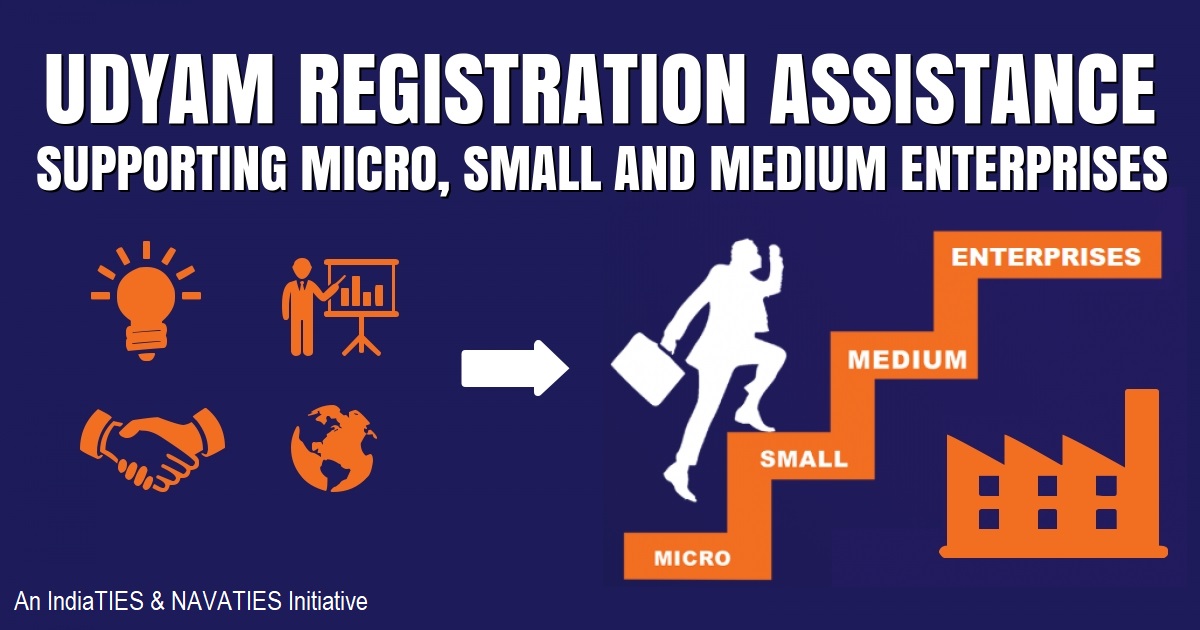 UDYAM REGISTRATION ASSISTANCE
SUPPORTING MICRO, SMALL AND MEDIUM ENTERPRISES
ENTERPRISES
MEDIUM
SMALL
MICRO
An IndiaTIES & NAVATIES Initiative